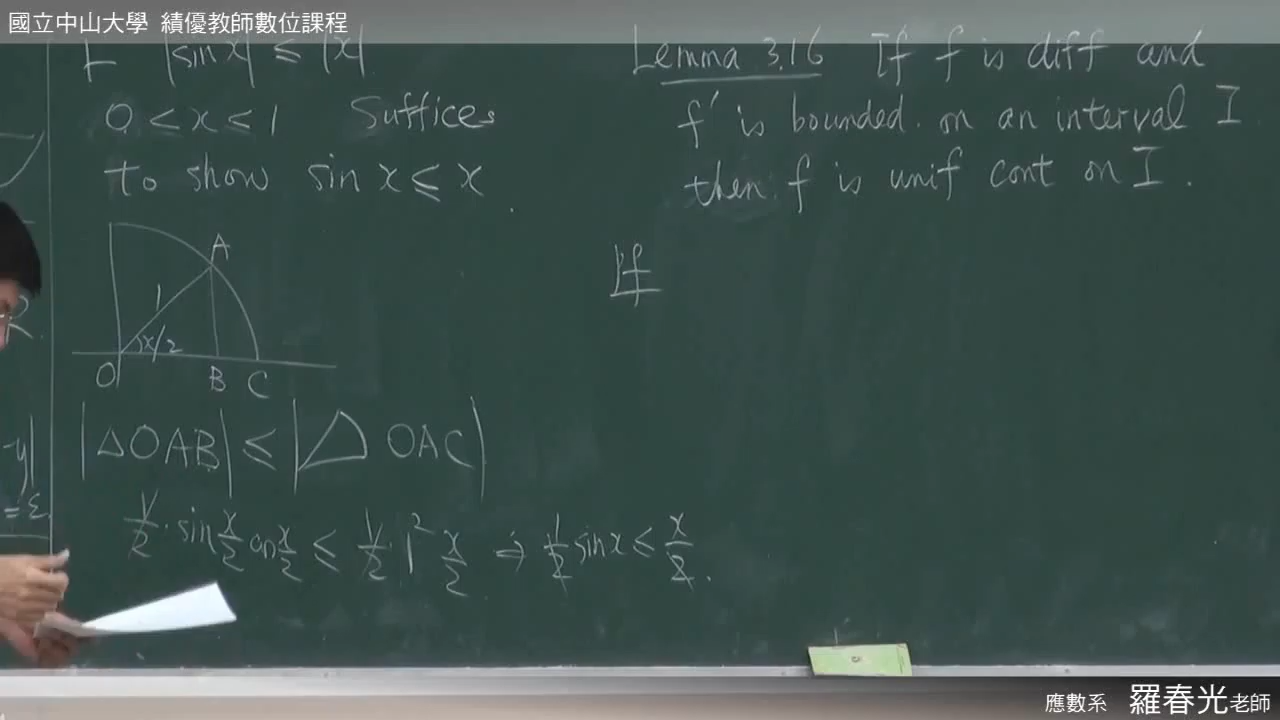 國立中山大學 績優教師數位課程
|sin x| ≤ |x|
0 < x ≤ 1 Suffices
to show sin x ≤ x .
A
1
x/2
O B C
|△OAB| ≤ |△ OAC|
1/2 · sin x/2 cos x/2 ≤ 1/2 · 1² x/2 ⇒ 1/2 sin x ≤ x/2 .
Lemma 3.16 If f is diff and
f' is bounded on an interval I
then f is unif cont on I .
pf
R.
-y|
= ε
應數系 羅春光老師